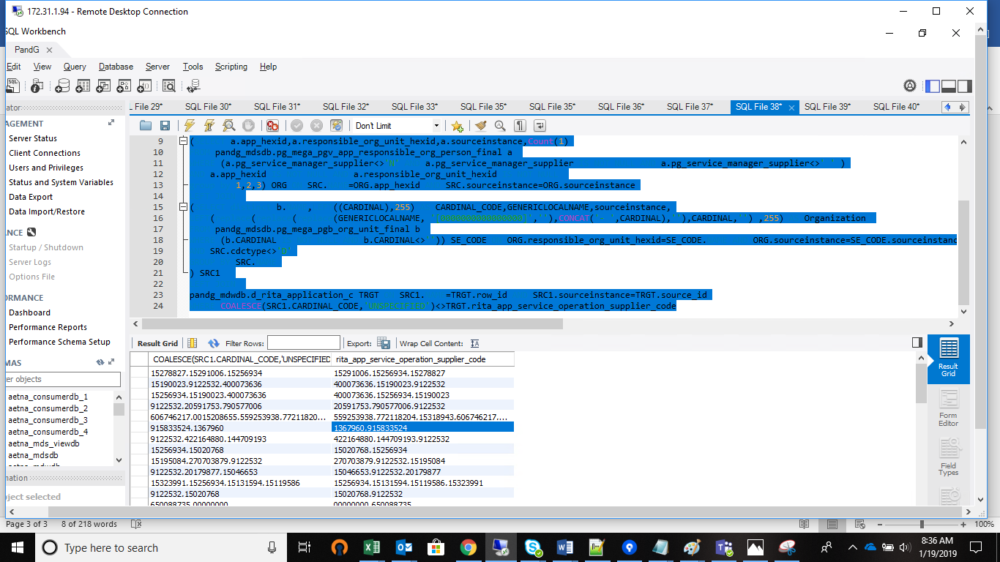 172.31.1.94 - Remote Desktop Connection
SQL Workbench
PandG
Edit View Query Database Server Tools Scripting Help
SQL File 29* SQL File 30* SQL File 31* SQL File 32* SQL File 33* SQL File 35* SQL File 35* SQL File 36* SQL File 37* SQL File 38* SQL File 39* SQL File 40*
Don't Limit
ator:
AGEMENT
Server Status
Client Connections
Users and Privileges
Status and System Variables
Data Export
Data Import/Restore
NCE
Startup / Shutdown
Server Logs
Options File
ORMANCE
Dashboard
Performance Reports
Performance Schema Setup
MAS
er objects
aetna_consumerdb_1
aetna_consumerdb_2
aetna_consumerdb_3
aetna_consumerdb_4
aetna_mds_viewdb
aetna_mdsdb
aetna_mdwdb
mation
ject selected
9 ( a.app_hexid,a.responsible_org_unit_hexid,a.sourceinstance,Count(1)
10 pandg_mdsdb.pg_mega_pgv_app_responsible_org_person_final a
11 (a.pg_service_manager_supplier<>'N' a.pg_service_manager_supplier a.pg_service_manager_supplier<>' ' )
12 a.app_hexid a.responsible_org_unit_hexid
13 1,2,3) ORG SRC. =ORG.app_hexid SRC.sourceinstance=ORG.sourceinstance
14
15 ( b. , ((CARDINAL),255) CARDINAL_CODE,GENERICLOCALNAME,sourceinstance,
16 ( ( ( (GENERICLOCALNAME, '[0000000000000000]',''),CONCAT(' - ',CARDINAL),''),CARDINAL,'') ,255) Organization
17 pandg_mdsdb.pg_mega_pgb_org_unit_final b
18 (b.CARDINAL b.CARDINAL<>' ')) SE_CODE ORG.responsible_org_unit_hexid=SE_CODE. ORG.sourceinstance=SE_CODE.sourceinstanc
19 SRC.cdctype<>'D'
20 SRC.
21 ) SRC1
22
23 pandg_mdwdb.d_rita_application_c TRGT SRC1. =TRGT.row_id SRC1.sourceinstance=TRGT.source_id
24 COALESCE(SRC1.CARDINAL_CODE,'UNSPECIFIED')<>TRGT.rita_app_service_operation_supplier_code
Result Grid Filter Rows: Export: Wrap Cell Content:
COALESCE(SRC1.CARDINAL_CODE,'UNSPECIFIED rita_app_service_operation_supplier_code
15278827.15291006.15256934 15291006.15256934.15278827
15190023.9122532.400073636 400073636.15190023.9122532
15256934.15190023.400073636 400073636.15256934.15190023
9122532.20591753.790577006 20591753.790577006.9122532
606746217.0015208655.559253938.77211820... 559253938.772118204.15318943.606746217....
915833524.1367960 1367960.915833524
9122532.422164880.144709193 422164880.144709193.9122532
15256934.15020768 15020768.15256934
15195084.270703879.9122532 270703879.9122532.15195084
9122532.20179877.15046653 15046653.9122532.20179877
15323991.15256934.15131594.15119586 15256934.15131594.15119586.15323991
9122532.15020768 15020768.9122532
650088735.00000000 00000000.650088735
Result Grid
Form Editor
Field Types
Page 3 of 3 8 of 218 words 100%
Type here to search
8:36 AM
1/19/2019